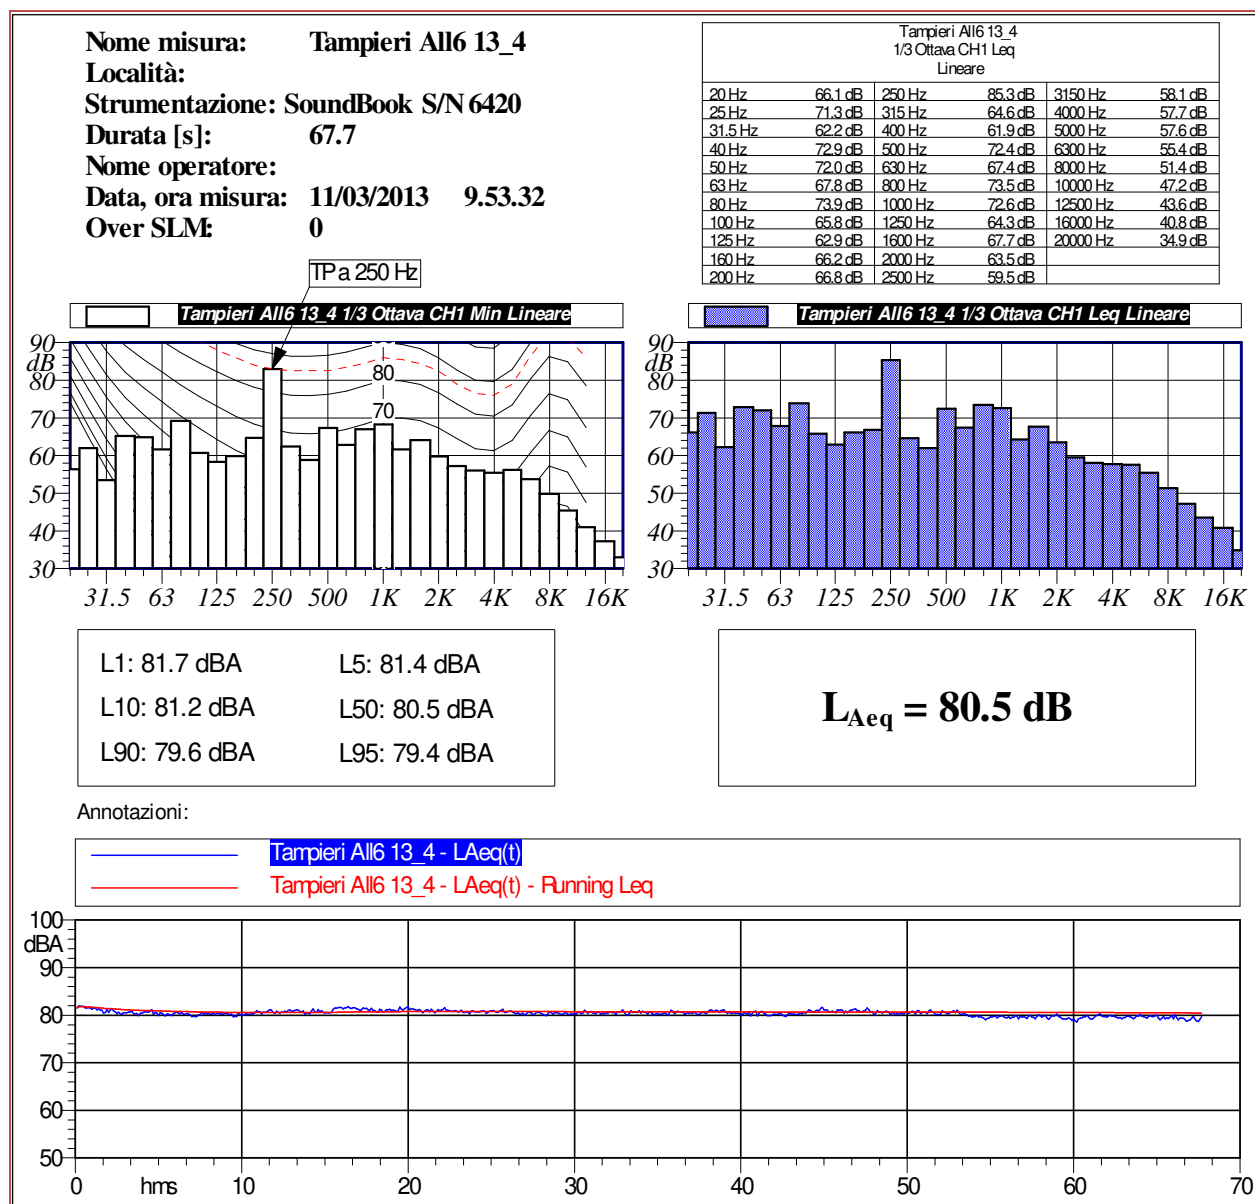 Nome misura: Tampieri All6 13_4
Località:
Strumentazione: SoundBook S/N 6420
Durata [s]: 67.7
Nome operatore:
Data, ora misura: 11/03/2013 9.53.32
Over SLM: 0
Tampieri All6 13_4
1/3 Ottava CH1 Leq
Lineare
20 Hz 66.1 dB 250 Hz 85.3 dB 3150 Hz 58.1 dB
25 Hz 71.3 dB 315 Hz 64.6 dB 4000 Hz 57.7 dB
31.5 Hz 62.2 dB 400 Hz 61.9 dB 5000 Hz 57.6 dB
40 Hz 72.9 dB 500 Hz 72.4 dB 6300 Hz 55.4 dB
50 Hz 72.0 dB 630 Hz 67.4 dB 8000 Hz 51.4 dB
63 Hz 67.8 dB 800 Hz 73.5 dB 10000 Hz 47.2 dB
80 Hz 73.9 dB 1000 Hz 72.6 dB 12500 Hz 43.6 dB
100 Hz 65.8 dB 1250 Hz 64.3 dB 16000 Hz 40.8 dB
125 Hz 62.9 dB 1600 Hz 67.7 dB 20000 Hz 34.9 dB
160 Hz 66.2 dB 2000 Hz 63.5 dB
200 Hz 66.8 dB 2500 Hz 59.5 dB
TPa 250 Hz
Tampieri All6 13_4 1/3 Ottava CH1 Min Lineare
90
dB
80
70
60
50
40
30
80
70
31.5 63 125 250 500 1K 2K 4K 8K 16K
Tampieri All6 13_4 1/3 Ottava CH1 Leq Lineare
90
dB
80
70
60
50
40
30
31.5 63 125 250 500 1K 2K 4K 8K 16K
L1: 81.7 dBA L5: 81.4 dBA
L10: 81.2 dBA L50: 80.5 dBA
L90: 79.6 dBA L95: 79.4 dBA
LAeq = 80.5 dB
Annotazioni:
Tampieri All6 13_4 - LAeq(t)
Tampieri All6 13_4 - LAeq(t) - Running Leq
100
dBA
90
80
70
60
50
0 hms 10 20 30 40 50 60 70